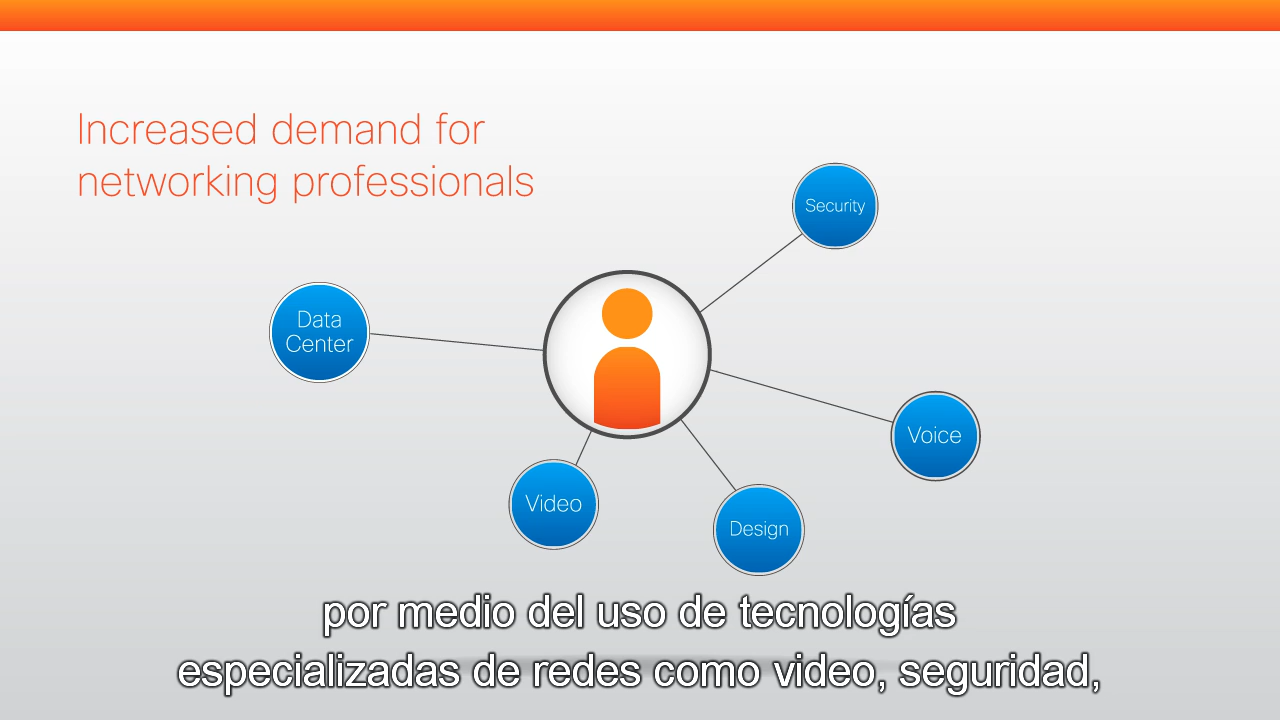 Increased demand for
networking professionals
Security
Data
Center
Voice
Video
Design
por medio del uso de tecnologías
especializadas de redes como video, seguridad,